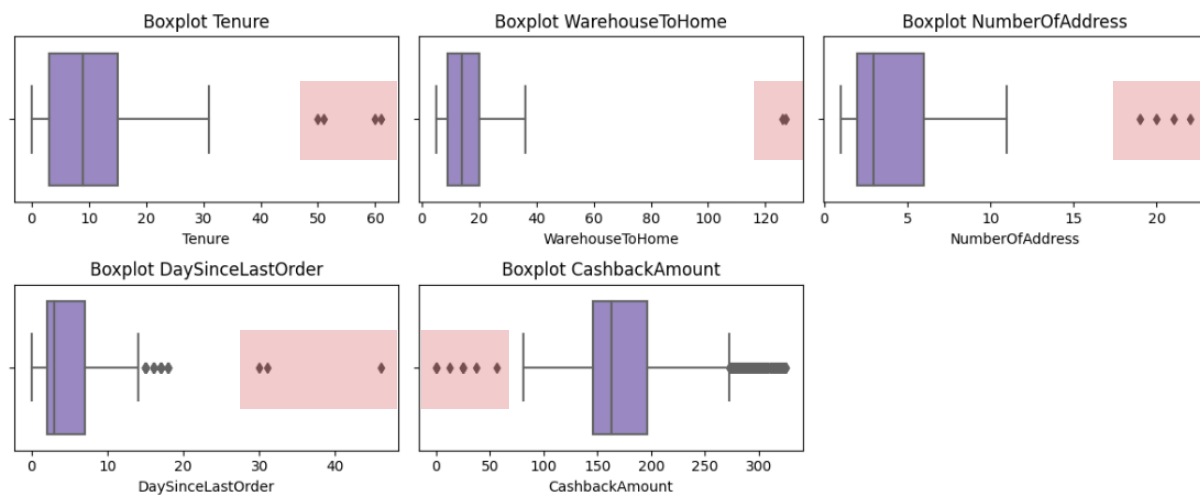 Boxplot Tenure
0 10 20 30 40 50 60
Tenure
Boxplot WarehouseToHome
0 20 40 60 80 100 120
WarehouseToHome
Boxplot NumberOfAddress
0 5 10 15 20
NumberOfAddress
Boxplot DaySinceLastOrder
0 10 20 30 40
DaySinceLastOrder
Boxplot CashbackAmount
0 50 100 150 200 250 300
CashbackAmount